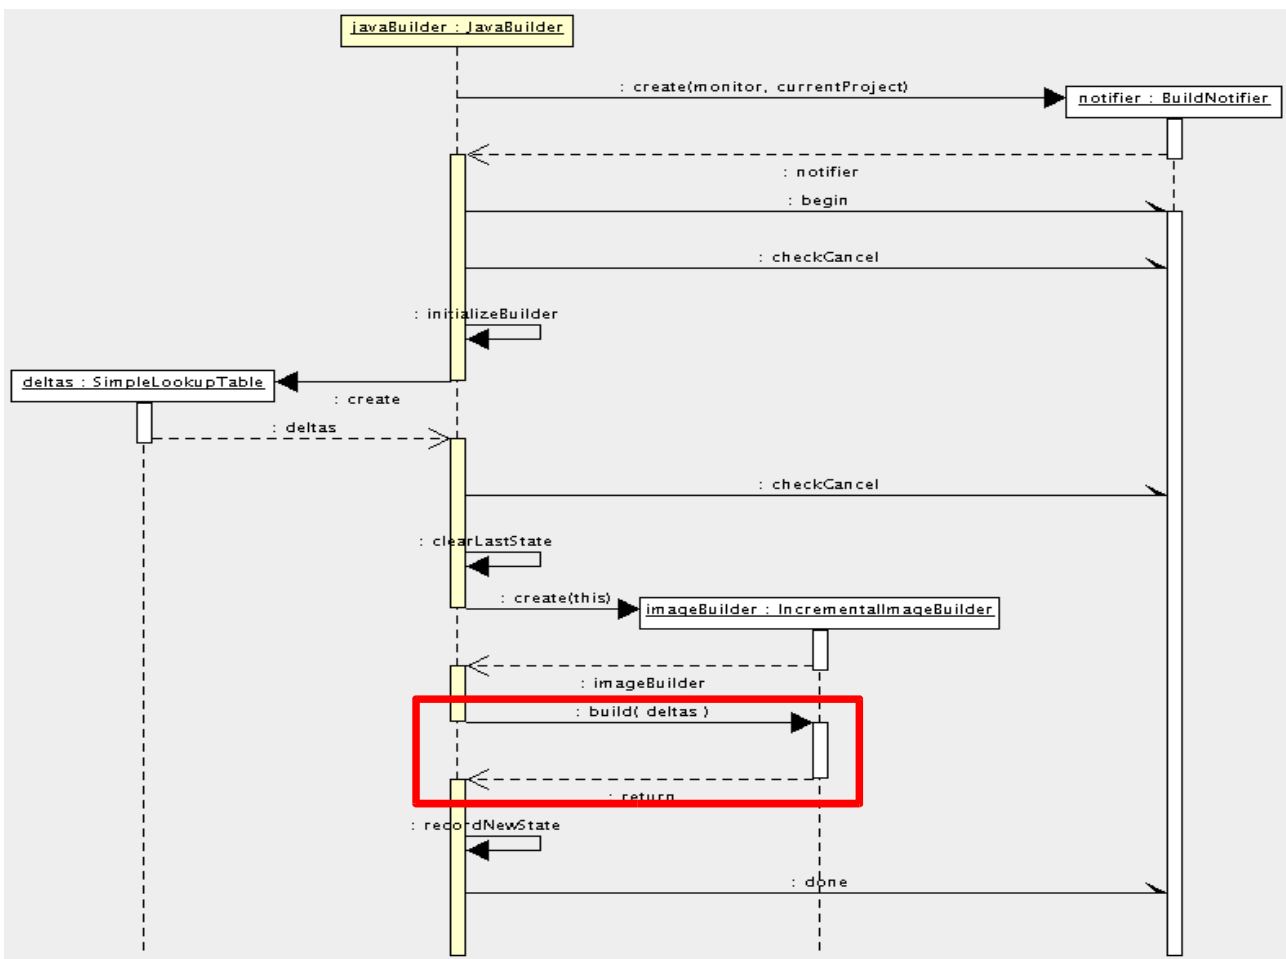 javaBuilder : JavaBuilder
: create(monitor, currentProject)
notifier : BuildNotifier
: notifier
: begin
: checkCancel
: initializeBuilder
deltas : SimpleLookupTable
: create
: deltas
: checkCancel
: clearLastState
: create(this)
imageBuilder : IncrementalImageBuilder
: imageBuilder
: build( deltas )
: return
: recordNewState
: done